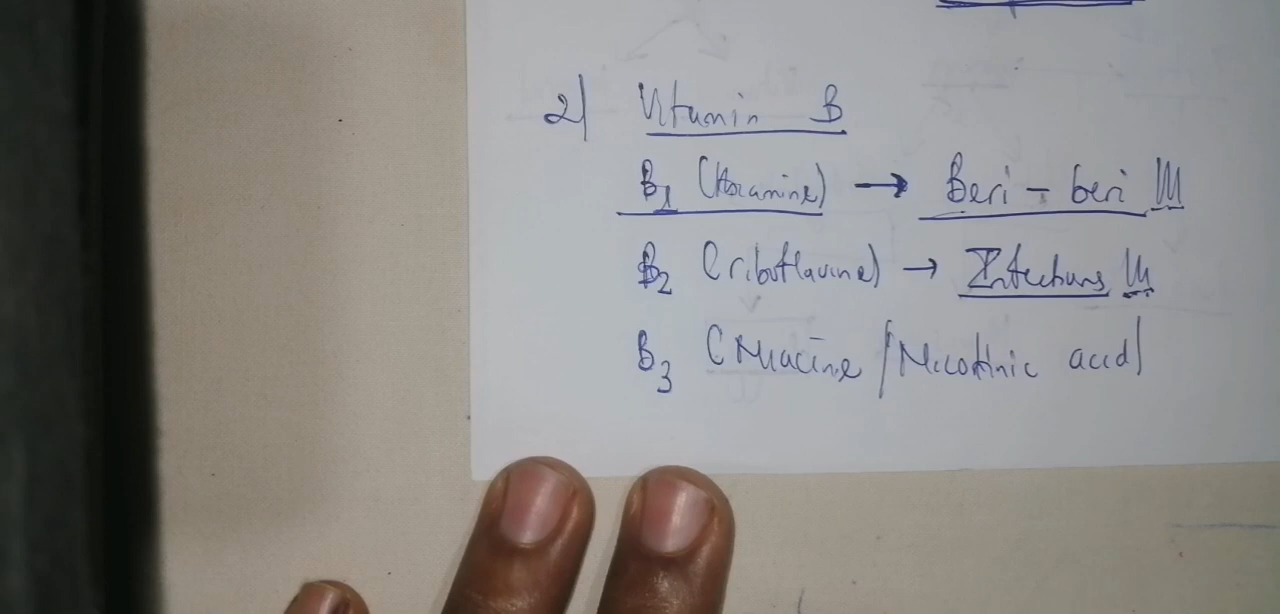 2) Vitamin B
B1 (thiamine) → Beri - beri
B2 (riboflavine) → Infections
B3 (Niacine / Nicotinic acid)